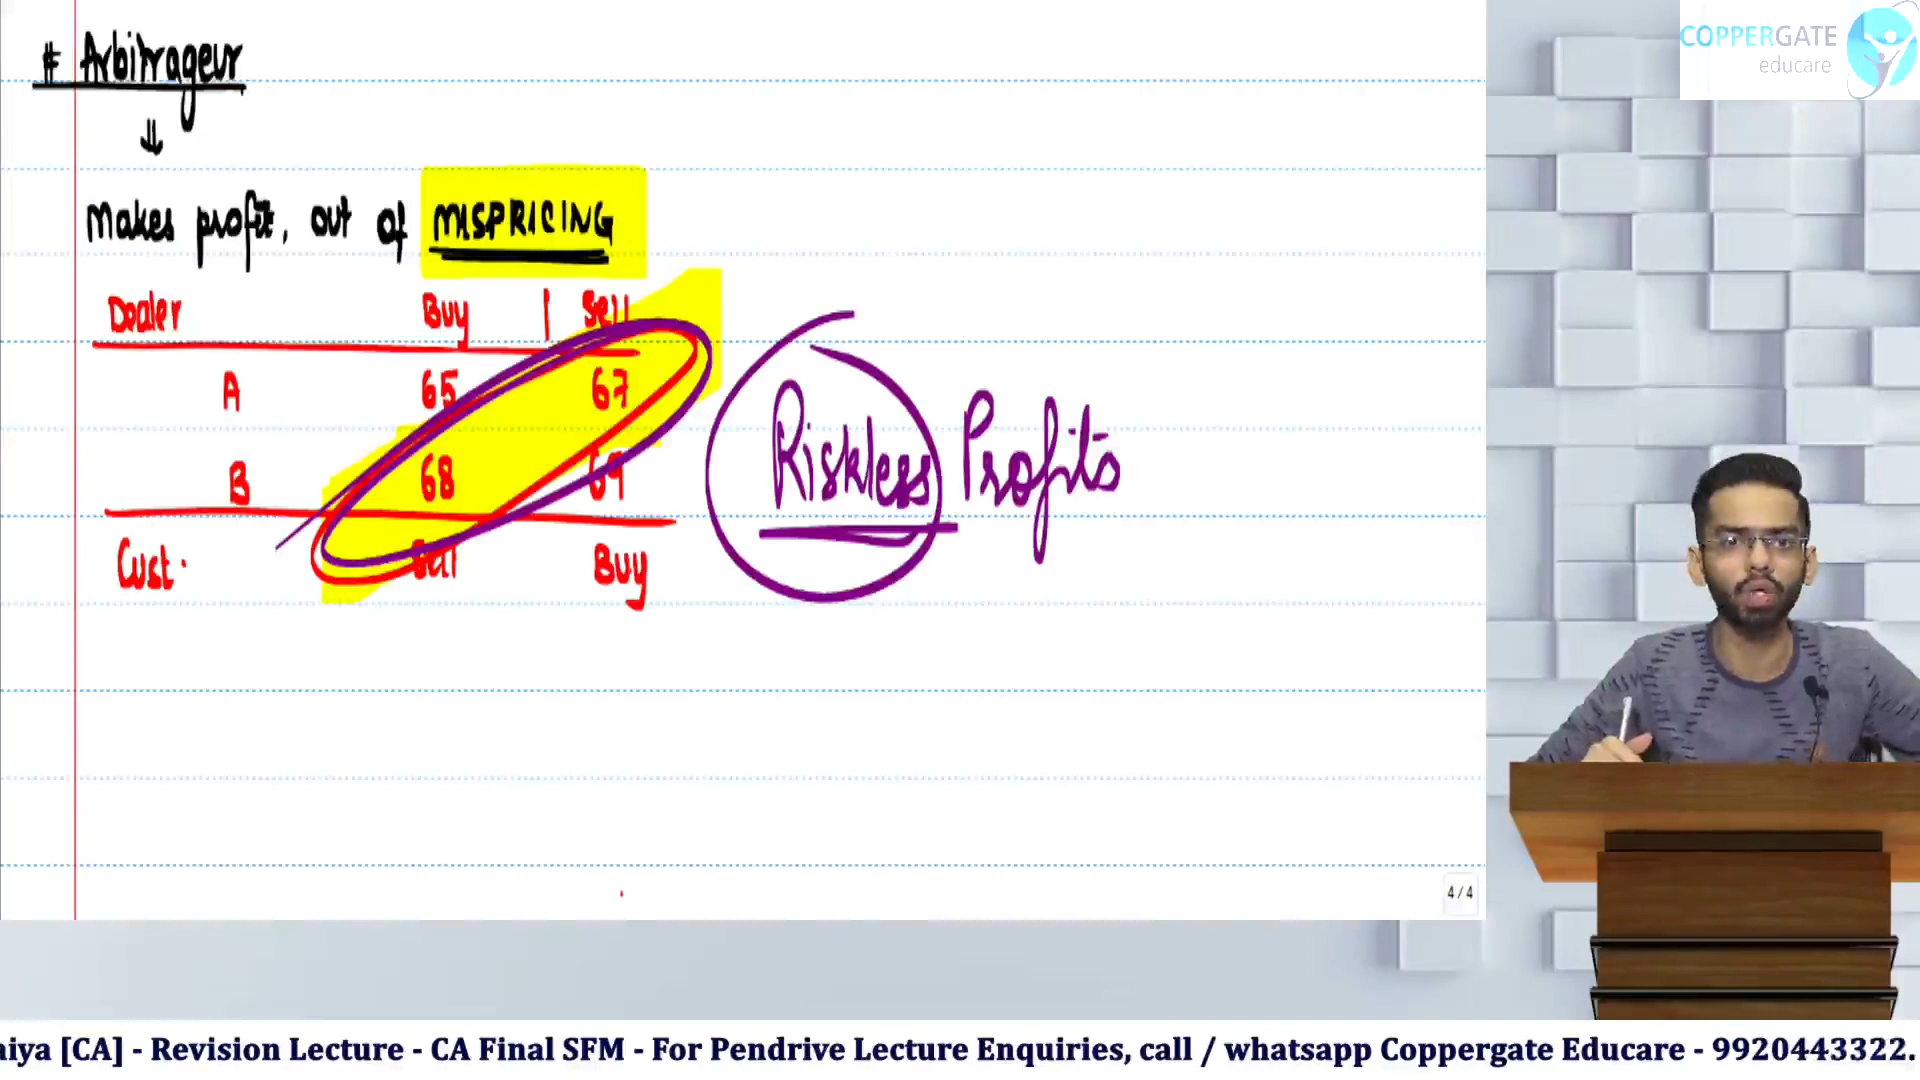 # Arbitrageur
⇓
Makes profit, out of MISPRICING
Dealer Buy | Sell
A 65 67
B 68 69
Cust. Sell Buy
Riskless Profits
4/4
COPPERGATE
educare
aiya [CA] - Revision Lecture - CA Final SFM - For Pendrive Lecture Enquiries, call / whatsapp Coppergate Educare - 9920443322.